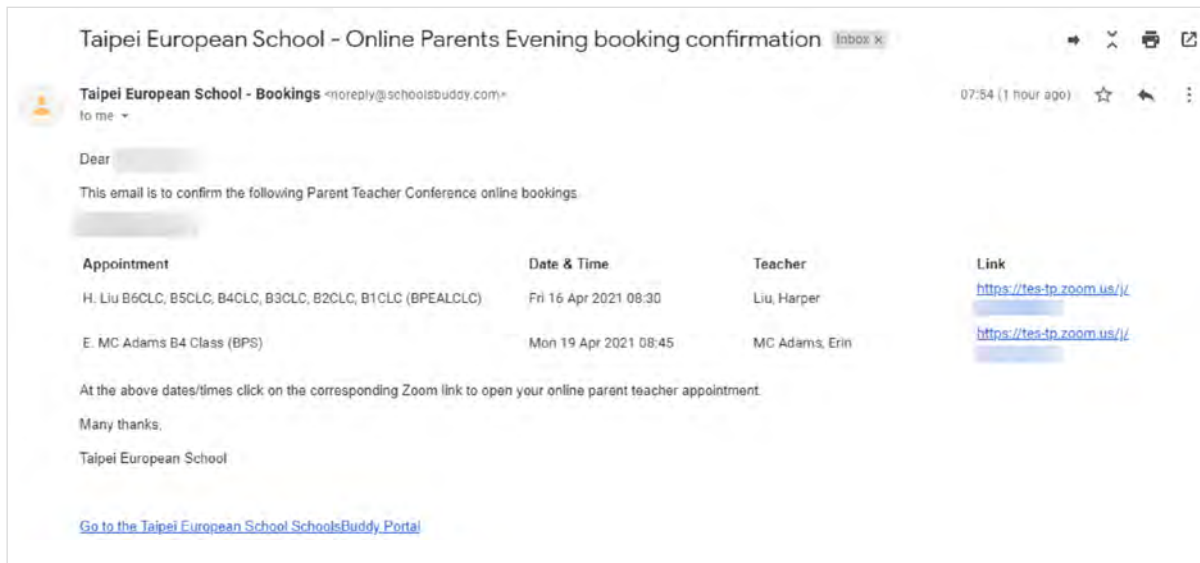 Taipei European School - Online Parents Evening booking confirmation Inbox x
Taipei European School - Bookings <noreply@schoolsbuddy.com> 07:54 (1 hour ago)
to me
Dear
This email is to confirm the following Parent Teacher Conference online bookings
Appointment Date & Time Teacher Link
H. Liu B6CLC, B5CLC, B4CLC, B3CLC, B2CLC, B1CLC (BPEALCLC) Fri 16 Apr 2021 08:30 Liu, Harper https://tes-tp.zoom.us/j/
E. MC Adams B4 Class (BPS) Mon 19 Apr 2021 08:45 MC Adams, Erin https://tes-tp.zoom.us/j/
At the above dates/times click on the corresponding Zoom link to open your online parent teacher appointment.
Many thanks,
Taipei European School
Go to the Taipei European School SchoolsBuddy Portal